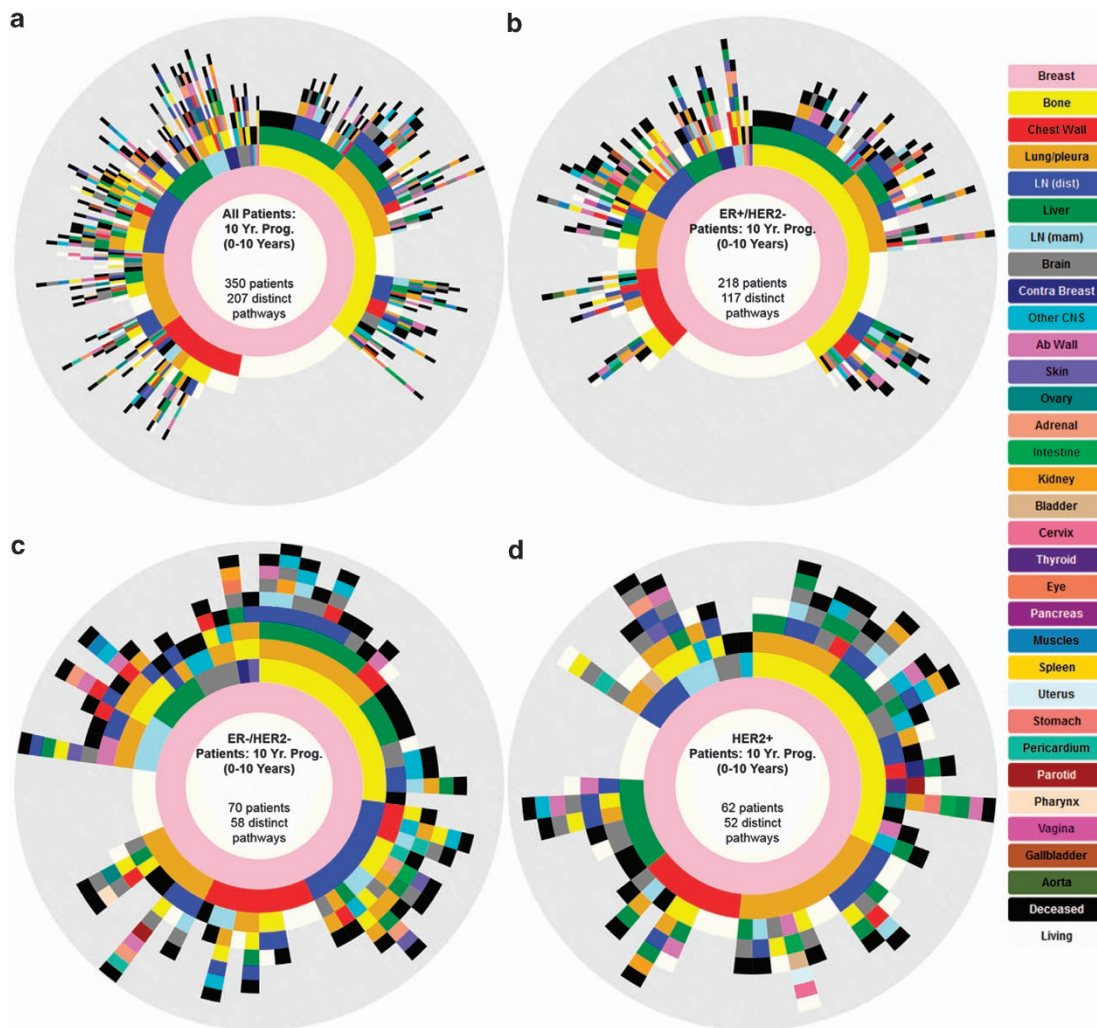 a
All Patients:
10 Yr. Prog.
(0-10 Years)
350 patients
207 distinct
pathways
b
ER+/HER2-
Patients: 10 Yr. Prog.
(0-10 Years)
218 patients
117 distinct
pathways
c
ER-/HER2-
Patients: 10 Yr. Prog.
(0-10 Years)
70 patients
58 distinct
pathways
d
HER2+
Patients: 10 Yr. Prog.
(0-10 Years)
62 patients
52 distinct
pathways
Breast
Bone
Chest Wall
Lung/pleura
LN (dist)
Liver
LN (mam)
Brain
Contra Breast
Other CNS
Ab Wall
Skin
Ovary
Adrenal
Intestine
Kidney
Bladder
Cervix
Thyroid
Eye
Pancreas
Muscles
Spleen
Uterus
Stomach
Pericardium
Parotid
Pharynx
Vagina
Gallbladder
Aorta
Deceased
Living